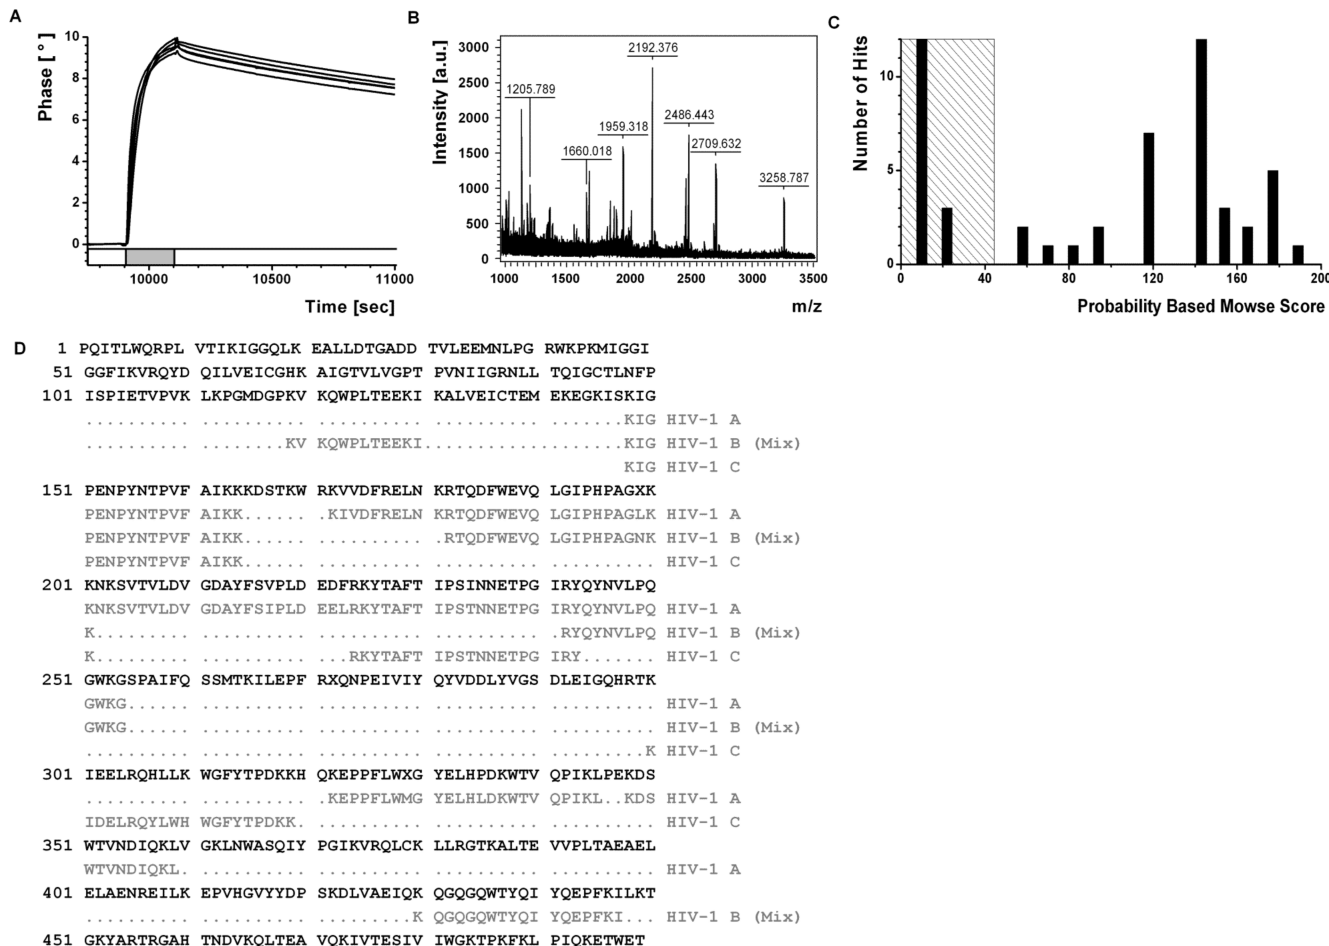 A
Phase [ ° ]
10
8
6
4
2
0
10000
10500
11000
Time [sec]
B
Intensity [a.u.]
3000
2500
2000
1500
1000
500
0
1205.789
1660.018
1959.318
2192.376
2486.443
2709.632
3258.787
1000
1500
2000
2500
3000
3500
m/z
C
Number of Hits
10
5
0
0
40
80
120
160
200
Probability Based Mowse Score
D
1 PQITLWQRPL VTIKIGGQLK EALLDTGADD TVLEEMNLPG RWKPKMIGGI
51 GGFIKVRQYD QILVEICGHK AIGTVLVGPT PVNIIGRNLL TQIGCTLNFP
101 ISPIETVPVK LKPGMDGPKV KQWPLTEEKI KALVEICTEM EKEGKISKIG
.......... .......... .......... .......... .......KIG HIV-1 A
.......... ........KV KQWPLTEEKI .......... .......KIG HIV-1 B (Mix)
KIG HIV-1 C
151 PENPYNTPVF AIKKKDSTKW RKVVDFRELN KRTQDFWEVQ LGIPHPAGXK
PENPYNTPVF AIKK...... .KIVDFRELN KRTQDFWEVQ LGIPHPAGLK HIV-1 A
PENPYNTPVF AIKK...... .......... .RTQDFWEVQ LGIPHPAGNK HIV-1 B (Mix)
PENPYNTPVF AIKK...... .......... .......... .......... HIV-1 C
201 KNKSVTVLDV GDAYFSVPLD EDFRKYTAFT IPSINNETPG IRYQYNVLPQ
KNKSVTVLDV GDAYFSIPLD EELRKYTAFT IPSTNNETPG IRYQYNVLPQ HIV-1 A
K......... .......... .......... .......... .RYQYNVLPQ HIV-1 B (Mix)
K......... .......... ...RKYTAFT IPSTNNETPG IRY....... HIV-1 C
251 GWKGSPAIFQ SSMTKILEPF RXQNPEIVIY QYVDDLYVGS DLEIGQHRTK
GWKG...... .......... .......... .......... .......... HIV-1 A
GWKG...... .......... .......... .......... .......... HIV-1 B (Mix)
.......... .......... .......... .......... .........K HIV-1 C
301 IEELRQHLLK WGFYTPDKKH QKEPPFLWXG YELHPDKWTV QPIKLPEKDS
.......... .......... .KEPPFLWMG YELHLDKWTV QPIKL..KDS HIV-1 A
IDELRQYLWH WGFYTPDKK. .......... .......... .......... HIV-1 C
351 WTVNDIQKLV GKLNWASQIY PGIKVRQLCK LLRGTKALTE VVPLTAEAEL
WTVNDIQKL. .......... .......... .......... .......... HIV-1 A
401 ELAENREILK EPVHGVYYDP SKDLVAEIQK QGQGQWTYQI YQEPFKILKT
.......... .......... .........K QGQGQWTYQI YQEPFKI... HIV-1 B (Mix)
451 GKYARTRGAH TNDVKQLTEA VQKIVTESIV IWGKTPKFKL PIQKETWET